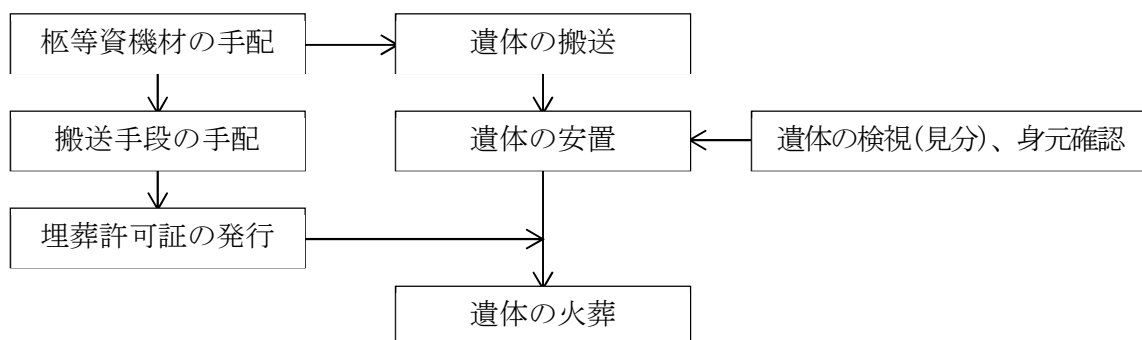 柩等資機材の手配
遺体の搬送
搬送手段の手配
遺体の安置
遺体の検視(見分)、身元確認
埋葬許可証の発行
遺体の火葬